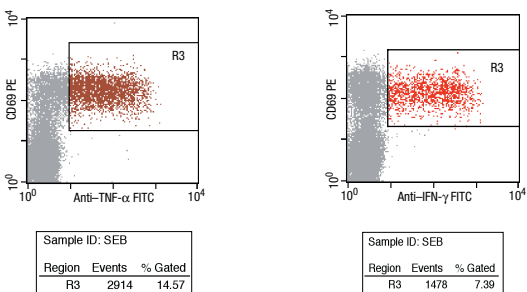 10⁴
R3
CD69 PE
10⁰
10⁰
10⁴
Anti–TNF-α FITC
Sample ID: SEB
Region Events % Gated
R3 2914 14.57
10⁴
R3
CD69 PE
10⁰
10⁰
10⁴
Anti–IFN-γ FITC
Sample ID: SEB
Region Events % Gated
R3 1478 7.39